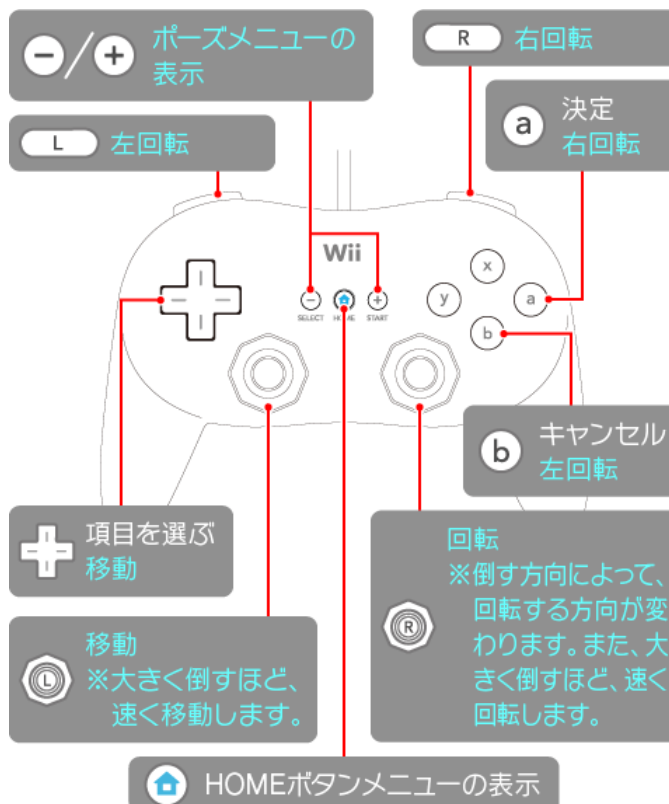 −/+ ポーズメニューの
表示
R 右回転
a 決定
右回転
L 左回転
Wii
x
y
a
b
− + 
SELECT HOME START
b キャンセル
左回転
項目を選ぶ
移動
L 移動
※大きく倒すほど、
速く移動します。
R 回転
※倒す方向によって、
回転する方向が変
わります。また、大
きく倒すほど、速く
回転します。
HOMEボタンメニューの表示